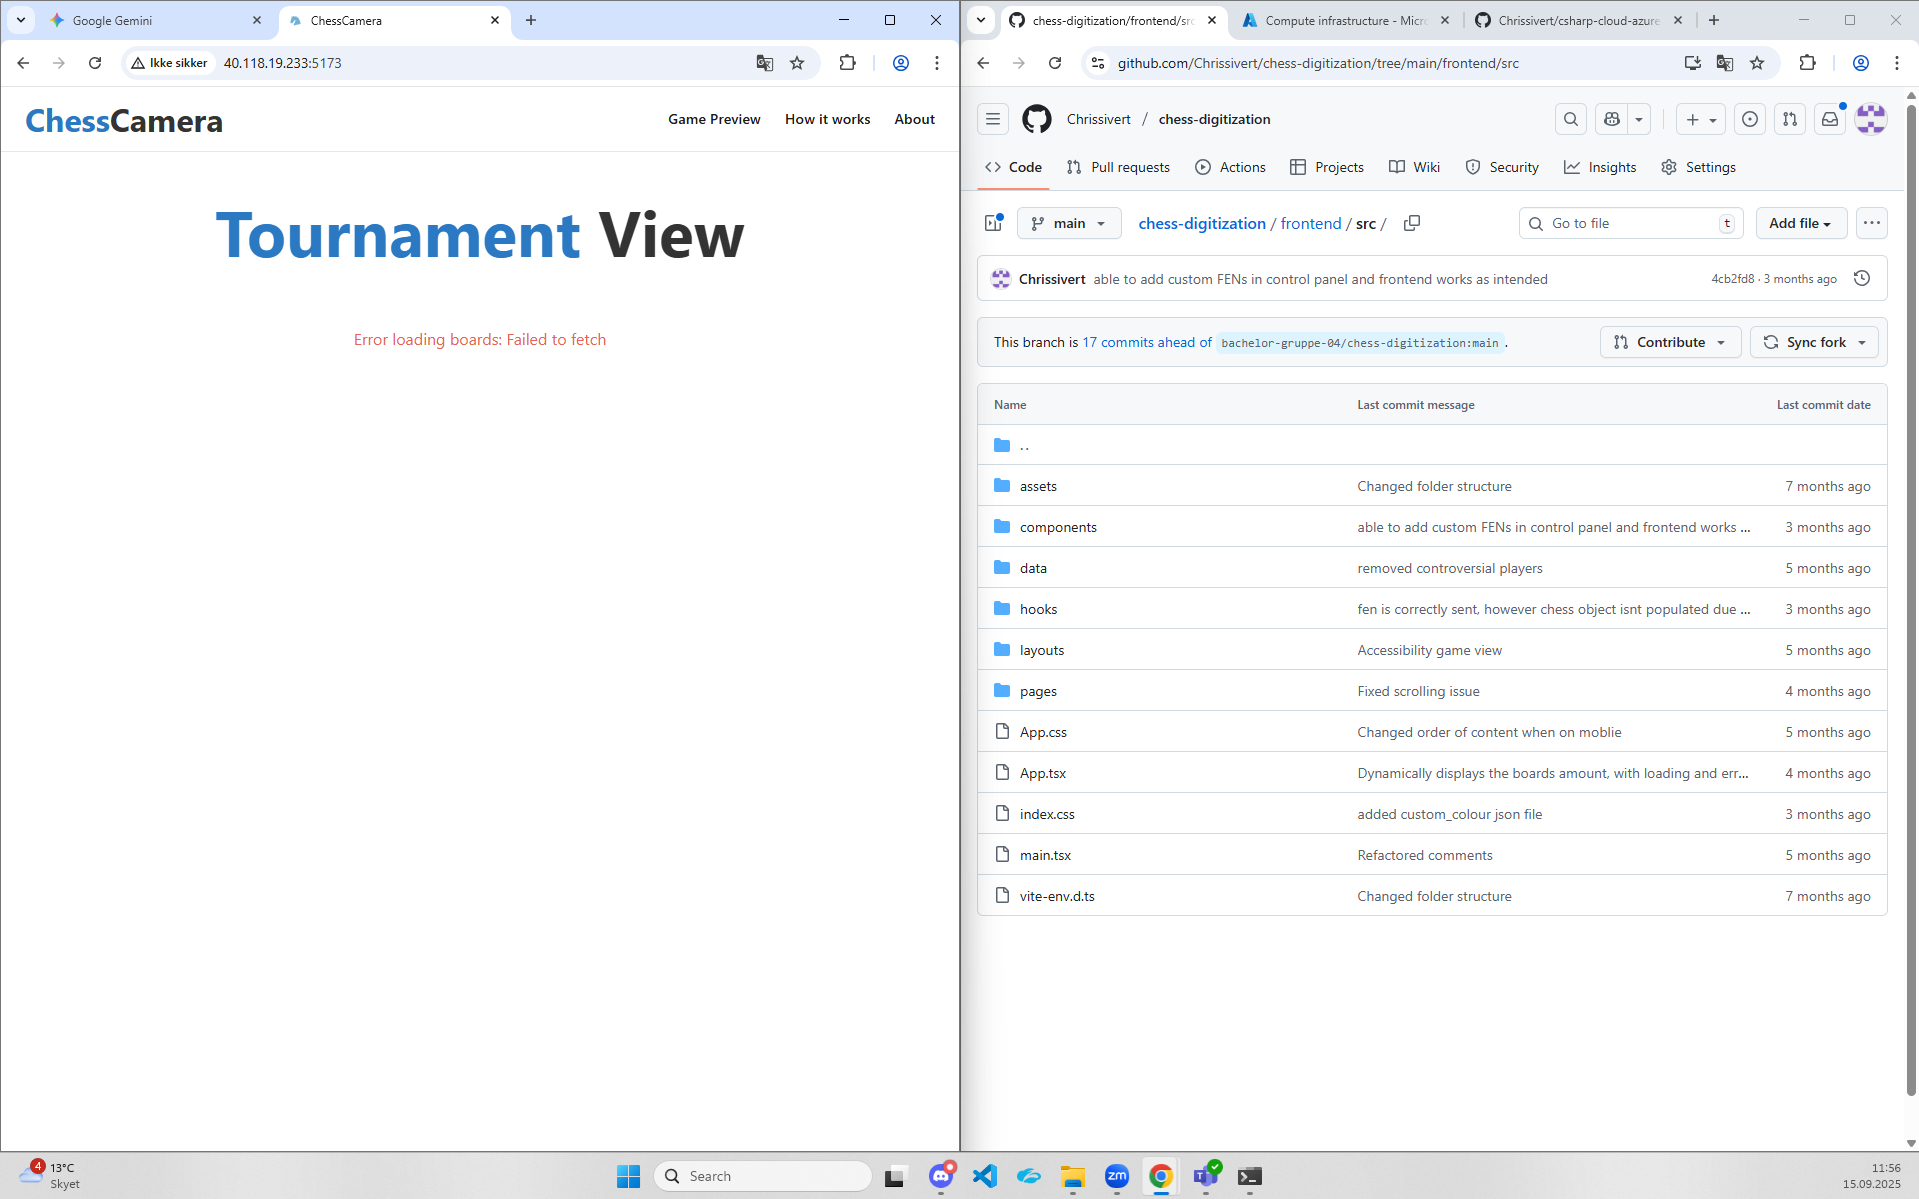 Google Gemini
ChessCamera
Ikke sikker
40.118.19.233:5173
ChessCamera
Game Preview
How it works
About
Tournament View
Error loading boards: Failed to fetch
chess-digitization/frontend/src
Compute infrastructure - Micro
Chrissivert/csharp-cloud-azure
github.com/Chrissivert/chess-digitization/tree/main/frontend/src
Chrissivert / chess-digitization
Code
Pull requests
Actions
Projects
Wiki
Security
Insights
Settings
main
chess-digitization / frontend / src /
Go to file
t
Add file
Chrissivert able to add custom FENs in control panel and frontend works as intended
4cb2fd8 · 3 months ago
This branch is 17 commits ahead of bachelor-gruppe-04/chess-digitization:main .
Contribute
Sync fork
Name Last commit message Last commit date
..
assets Changed folder structure 7 months ago
components able to add custom FENs in control panel and frontend works ... 3 months ago
data removed controversial players 5 months ago
hooks fen is correctly sent, however chess object isnt populated due ... 3 months ago
layouts Accessibility game view 5 months ago
pages Fixed scrolling issue 4 months ago
App.css Changed order of content when on moblie 5 months ago
App.tsx Dynamically displays the boards amount, with loading and err... 4 months ago
index.css added custom_colour json file 3 months ago
main.tsx Refactored comments 5 months ago
vite-env.d.ts Changed folder structure 7 months ago
4
13°C
Skyet
Search
zm
11:56
15.09.2025